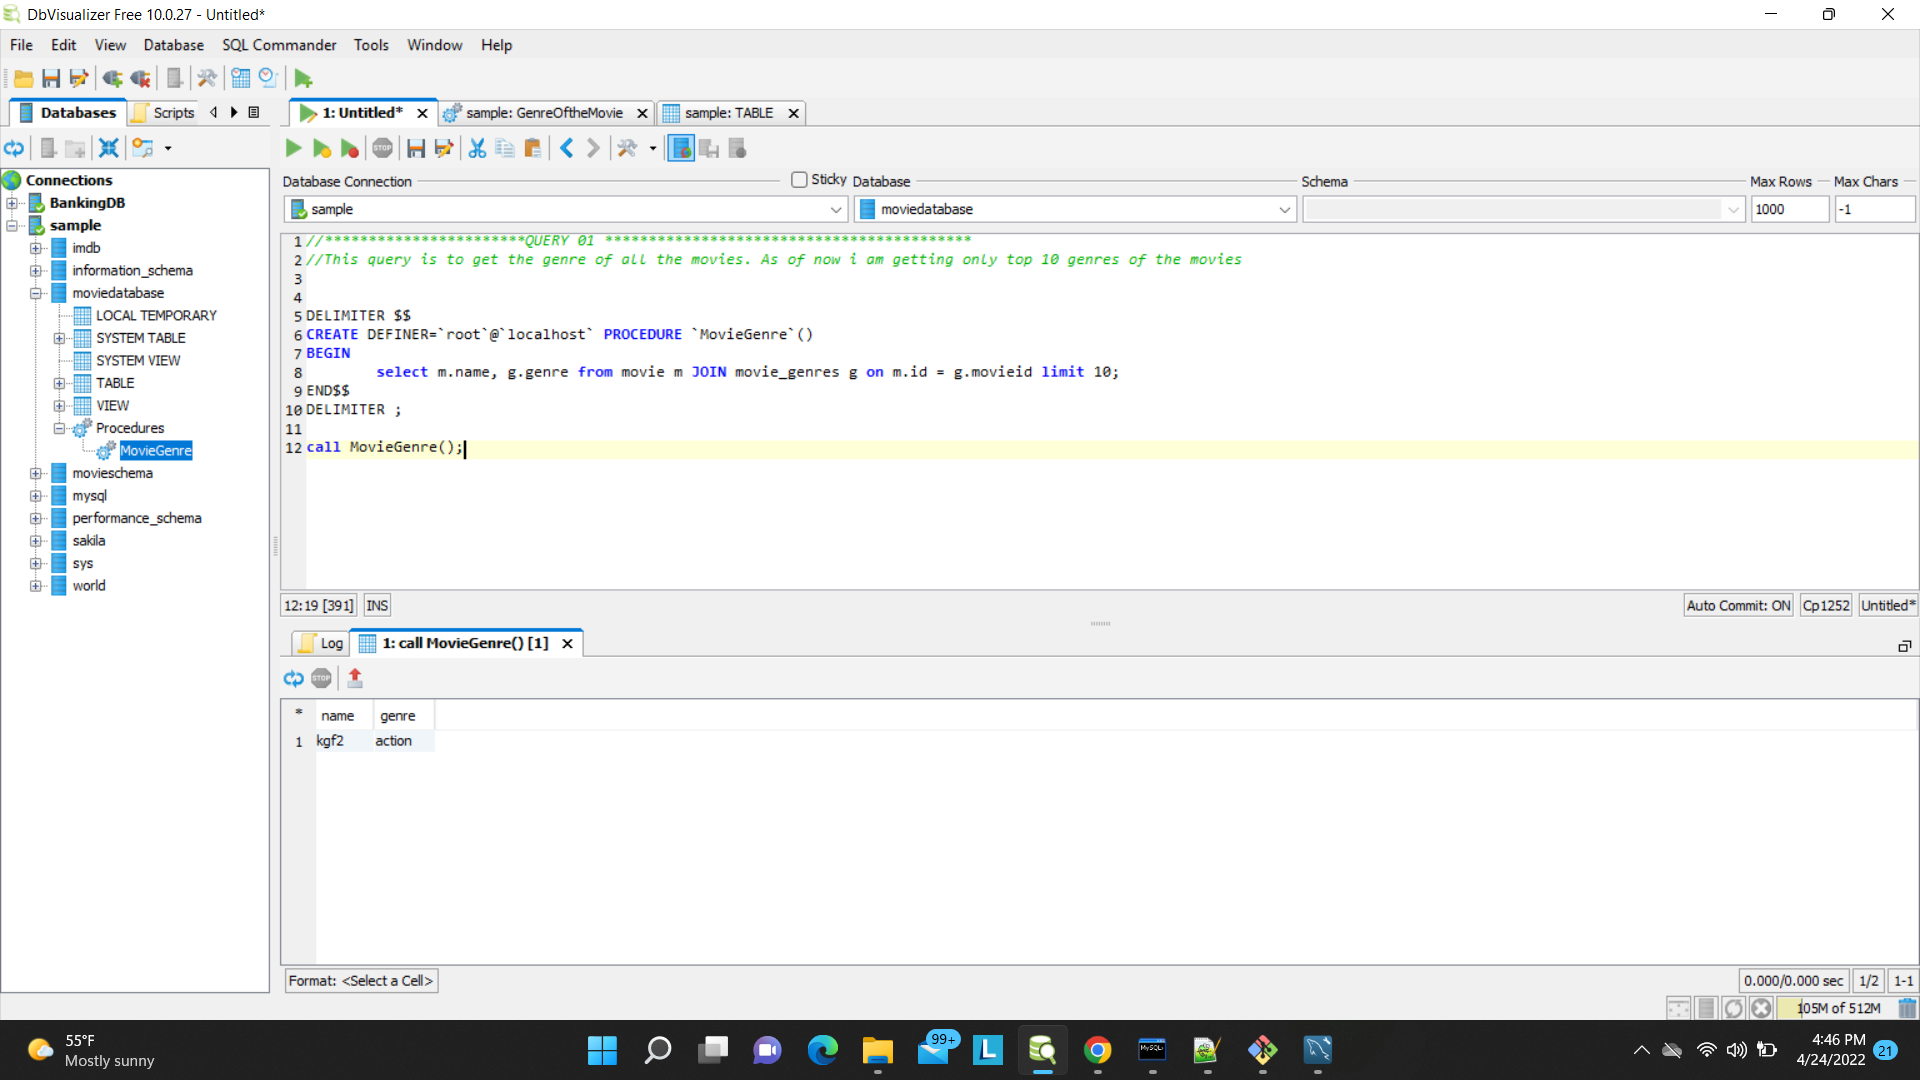 DbVisualizer Free 10.0.27 - Untitled*
File Edit View Database SQL Commander Tools Window Help
Databases Scripts
1: Untitled* sample: GenreOftheMovie sample: TABLE
Database Connection Sticky Database Schema Max Rows Max Chars
sample moviedatabase 1000 -1
Connections
BankingDB
sample
imdb
information_schema
moviedatabase
LOCAL TEMPORARY
SYSTEM TABLE
SYSTEM VIEW
TABLE
VIEW
Procedures
MovieGenre
movieschema
mysql
performance_schema
sakila
sys
world
1 //***********************QUERY 01 ******************************************
2 //This query is to get the genre of all the movies. As of now i am getting only top 10 genres of the movies
3
4
5 DELIMITER $$
6 CREATE DEFINER=`root`@`localhost` PROCEDURE `MovieGenre`()
7 BEGIN
8 select m.name, g.genre from movie m JOIN movie_genres g on m.id = g.movieid limit 10;
9 END$$
10 DELIMITER ;
11
12 call MovieGenre();
12:19 [391] INS Auto Commit: ON Cp1252 Untitled*
Log 1: call MovieGenre() [1]
STOP
* name genre
1 kgf2 action
Format: <Select a Cell> 0.000/0.000 sec 1/2 1-1
105M of 512M
55°F
Mostly sunny
99+
L
MySQL
4:46 PM
4/24/2022
21